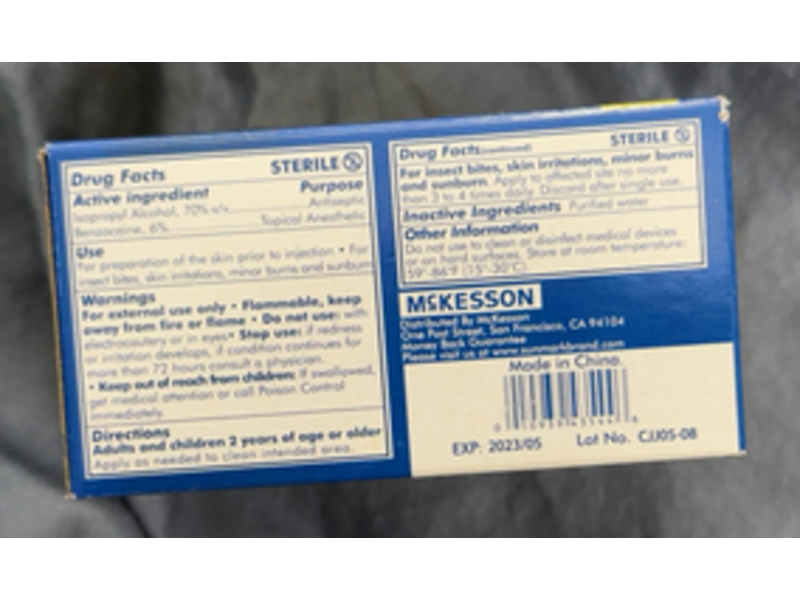 Drug Facts STERILE
Active ingredient Purpose
Isopropyl Alcohol, 70% v/v Antiseptic
Benzocaine, 6% Topical Anesthetic
Use
For preparation of the skin prior to injection • For
insect bites, skin irritations, minor burns and sunburn
Warnings
For external use only • Flammable, keep
away from fire or flame • Do not use: with
electrocautery or in eyes • Stop use: if redness
or irritation develops, if condition continues for
more than 72 hours consult a physician.
• Keep out of reach from children: If swallowed,
get medical attention or call Poison Control
immediately.
Directions
Adults and children 2 years of age or older
Apply as needed to clean intended area.
Drug Facts (continued) STERILE
For insect bites, skin irritations, minor burns
and sunburn Apply to affected site no more
than 3 to 4 times daily. Discard after single use.
Inactive Ingredients Purified water
Other Information
Do not use to clean or disinfect medical devices
or on hard surfaces. Store at room temperature:
59°-86°F (15°-30°C).
McKESSON
Distributed By McKesson
One Post Street, San Francisco, CA 94104
Money Back Guarantee
Please visit us at www.sunmarkbrand.com
Made in China.
EXP: 2023/05 Lot No. CJJ05-08